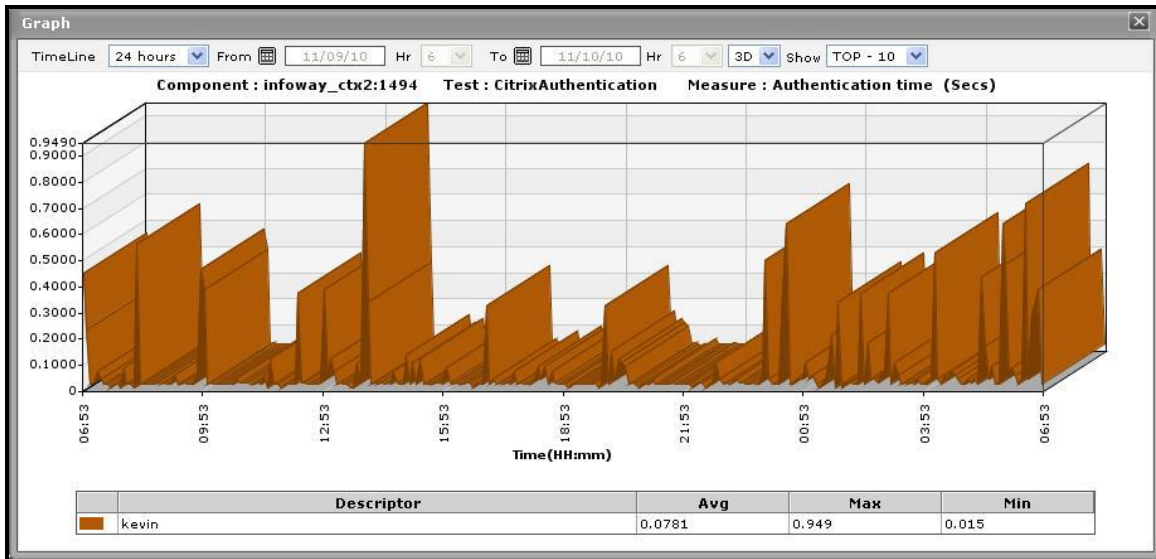 Graph
TimeLine 24 hours From 11/09/10 Hr 6 To 11/10/10 Hr 6 3D Show TOP - 10
Component : infoway_ctx2:1494 Test : CitrixAuthentication Measure : Authentication time (Secs)
0.9490
0.9000
0.8000
0.7000
0.6000
0.5000
0.4000
0.3000
0.2000
0.1000
0
06:53 09:53 12:53 15:53 18:53 21:53 00:53 03:53 06:53
Time(HH:mm)
Descriptor Avg Max Min
kevin 0.0781 0.949 0.015